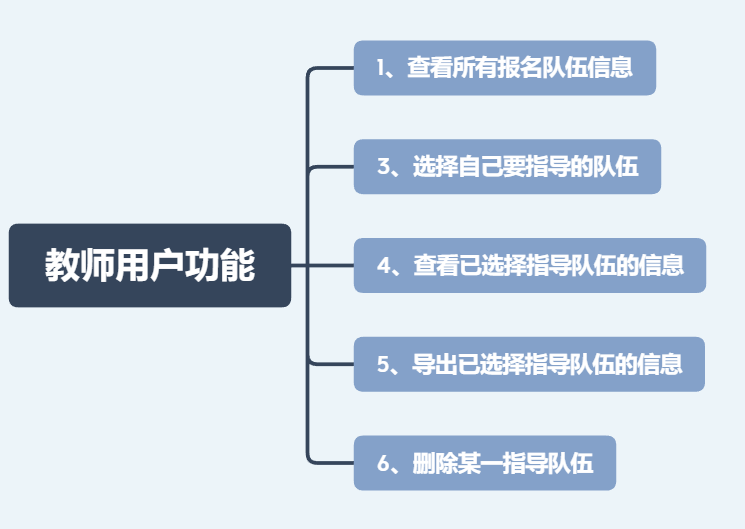 教师用户功能
1、查看所有报名队伍信息
3、选择自己要指导的队伍
4、查看已选择指导队伍的信息
5、导出已选择指导队伍的信息
6、删除某一指导队伍